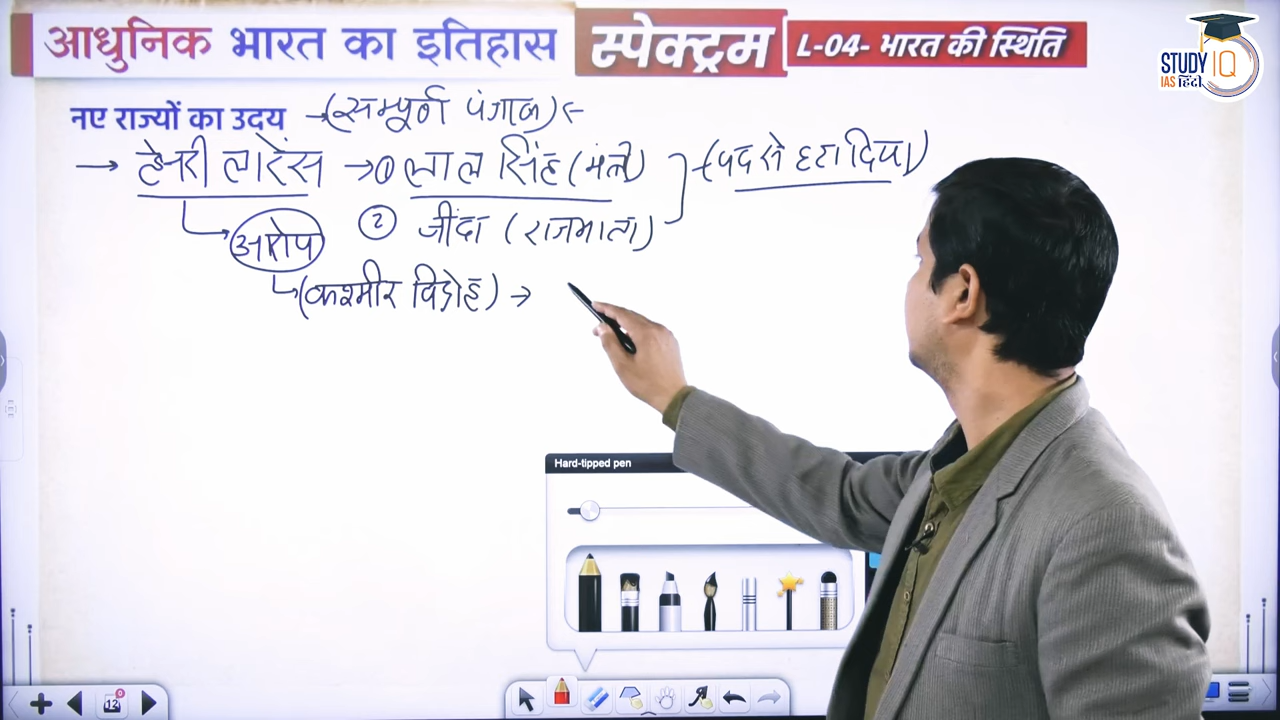 आधुनिक भारत का इतिहास स्पेक्ट्रम L-04- भारत की स्थिति
STUDY IQ
IAS हिंदी
नए राज्यों का उदय → (सम्पूर्ण पंजाब) ←
→ हेनरी लारेंस → ① लाल सिंह (मंत्री) (पद से हटा दिया)
आरोप ② जींदा (राजमाता)
(कश्मीर विद्रोह) →
Hard-tipped pen
12
0